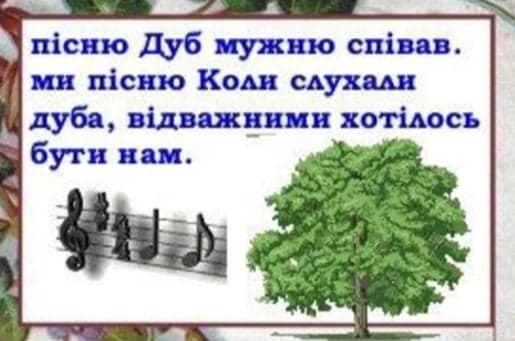 пісню Дуб мужню співав.
ми пісню Коли слухали
дуба, відважними хотілось
бути нам.